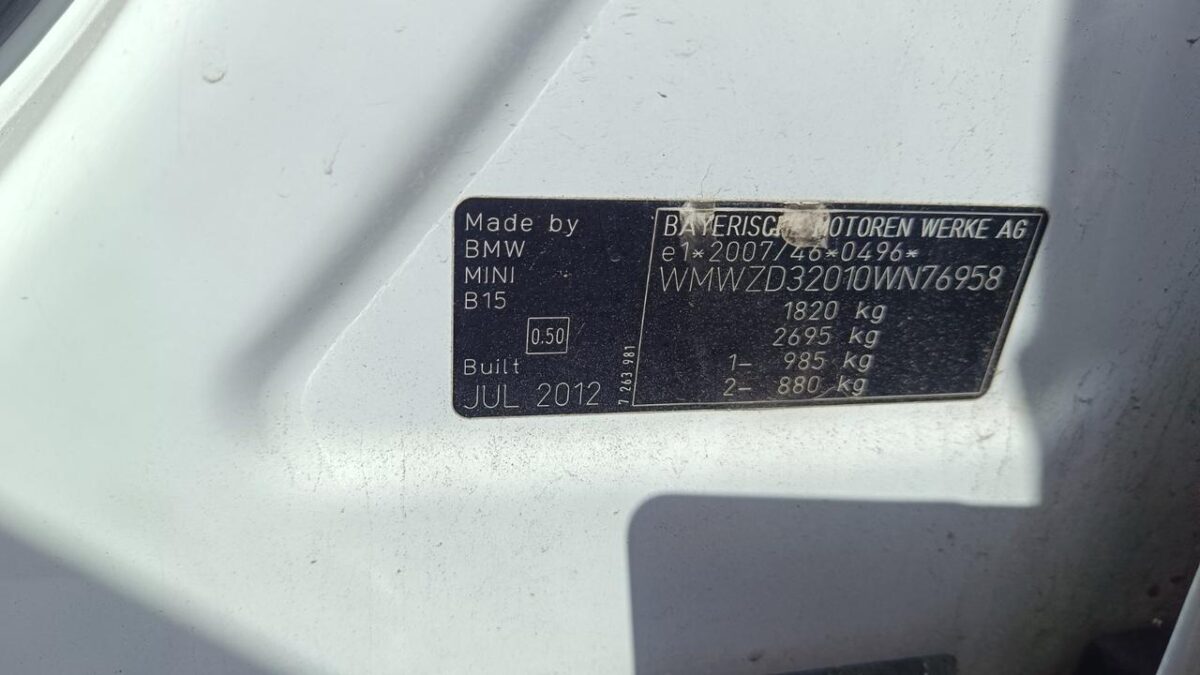 Made by
BMW
MINI
B15
0.50
Built
JUL 2012
7 263 981
BAYERISCHE MOTOREN WERKE AG
e1*2007/46*0496*
WMWZD32010WN76958
1820 kg
2695 kg
1- 985 kg
2- 880 kg